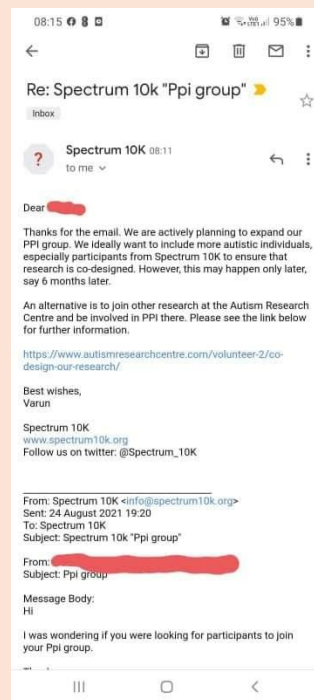 08:15
95%
Re: Spectrum 10k "Ppi group"
Inbox
?
Spectrum 10K 08:11
to me
Dear
Thanks for the email. We are actively planning to expand our
PPI group. We ideally want to include more autistic individuals,
especially participants from Spectrum 10K to ensure that
research is co-designed. However, this may happen only later,
say 6 months later.
An alternative is to join other research at the Autism Research
Centre and be involved in PPI there. Please see the link below
for further information.
https://www.autismresearchcentre.com/volunteer-2/co-
design-our-research/
Best wishes,
Varun
Spectrum 10K
www.spectrum10k.org
Follow us on twitter: @Spectrum_10K
From: Spectrum 10K <info@spectrum10k.org>
Sent: 24 August 2021 19:20
To: Spectrum 10K
Subject: Spectrum 10k "Ppi group"
From:
Subject: Ppi group
Message Body:
Hi
I was wondering if you were looking for participants to join
your Ppi group.